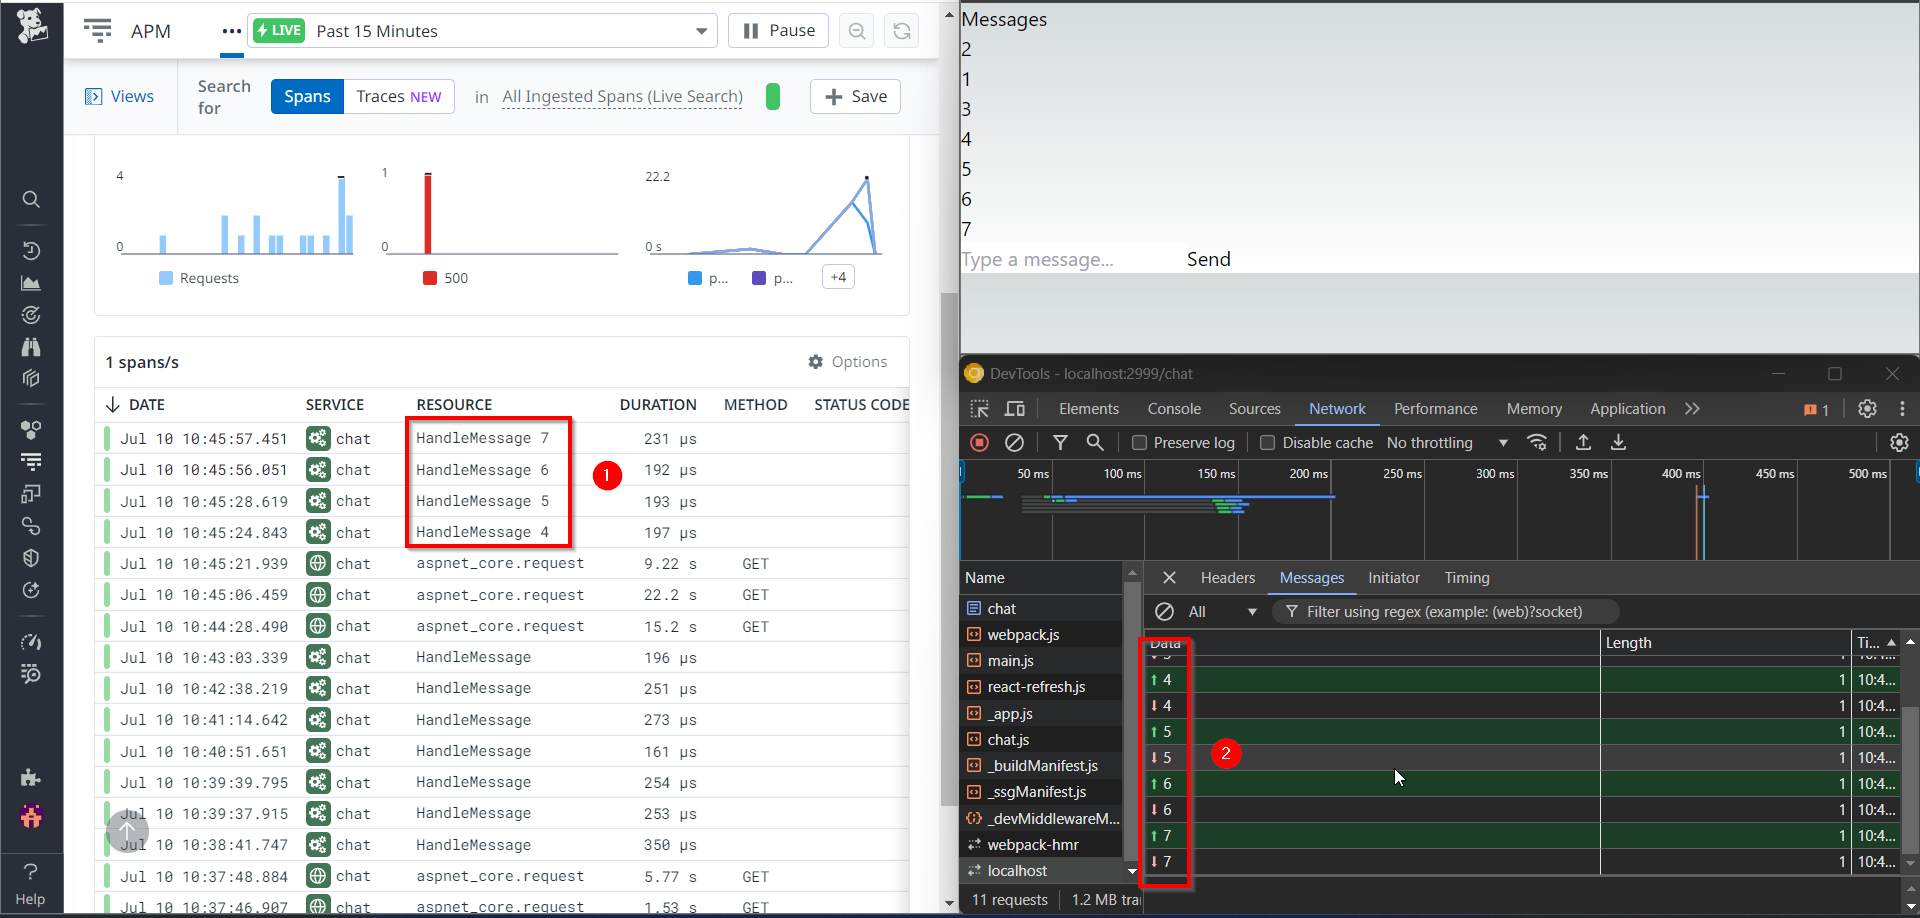 APM
...
LIVE
Past 15 Minutes
Pause
Views
Search for
Spans
Traces NEW
in
All Ingested Spans (Live Search)
Save
4
0
Requests
1
0
500
22.2
0 s
p...
p...
+4
1 spans/s
Options
DATE SERVICE RESOURCE DURATION METHOD STATUS CODE
Jul 10 10:45:57.451 chat HandleMessage 7 231 µs
Jul 10 10:45:56.051 chat HandleMessage 6 192 µs
Jul 10 10:45:28.619 chat HandleMessage 5 193 µs
Jul 10 10:45:24.843 chat HandleMessage 4 197 µs
Jul 10 10:45:21.939 chat aspnet_core.request 9.22 s GET
Jul 10 10:45:06.459 chat aspnet_core.request 22.2 s GET
Jul 10 10:44:28.490 chat aspnet_core.request 15.2 s GET
Jul 10 10:43:03.339 chat HandleMessage 196 µs
Jul 10 10:42:38.219 chat HandleMessage 251 µs
Jul 10 10:41:14.642 chat HandleMessage 273 µs
Jul 10 10:40:51.651 chat HandleMessage 161 µs
Jul 10 10:39:39.795 chat HandleMessage 254 µs
Jul 10 10:39:37.915 chat HandleMessage 253 µs
Jul 10 10:38:41.747 chat HandleMessage 350 µs
Jul 10 10:37:48.884 chat aspnet_core.request 5.77 s GET
Jul 10 10:37:46.907 chat aspnet_core.request 1.53 s GET
1
Help
Messages
2
1
3
4
5
6
7
Type a message...
Send
DevTools - localhost:2999/chat
Elements Console Sources Network Performance Memory Application
1
Preserve log
Disable cache
No throttling
50 ms 100 ms 150 ms 200 ms 250 ms 300 ms 350 ms 400 ms 450 ms 500 ms
Name
chat
webpack.js
main.js
react-refresh.js
_app.js
chat.js
_buildManifest.js
_ssgManifest.js
_devMiddlewareM...
webpack-hmr
localhost
11 requests
1.2 MB tra
Headers Messages Initiator Timing
All
Filter using regex (example: (web)?socket)
Data Length Ti...
4 1 10:4...
4 1 10:4...
5 1 10:4...
5 1 10:4...
6 1 10:4...
6 1 10:4...
7 1 10:4...
7 1 10:4...
2